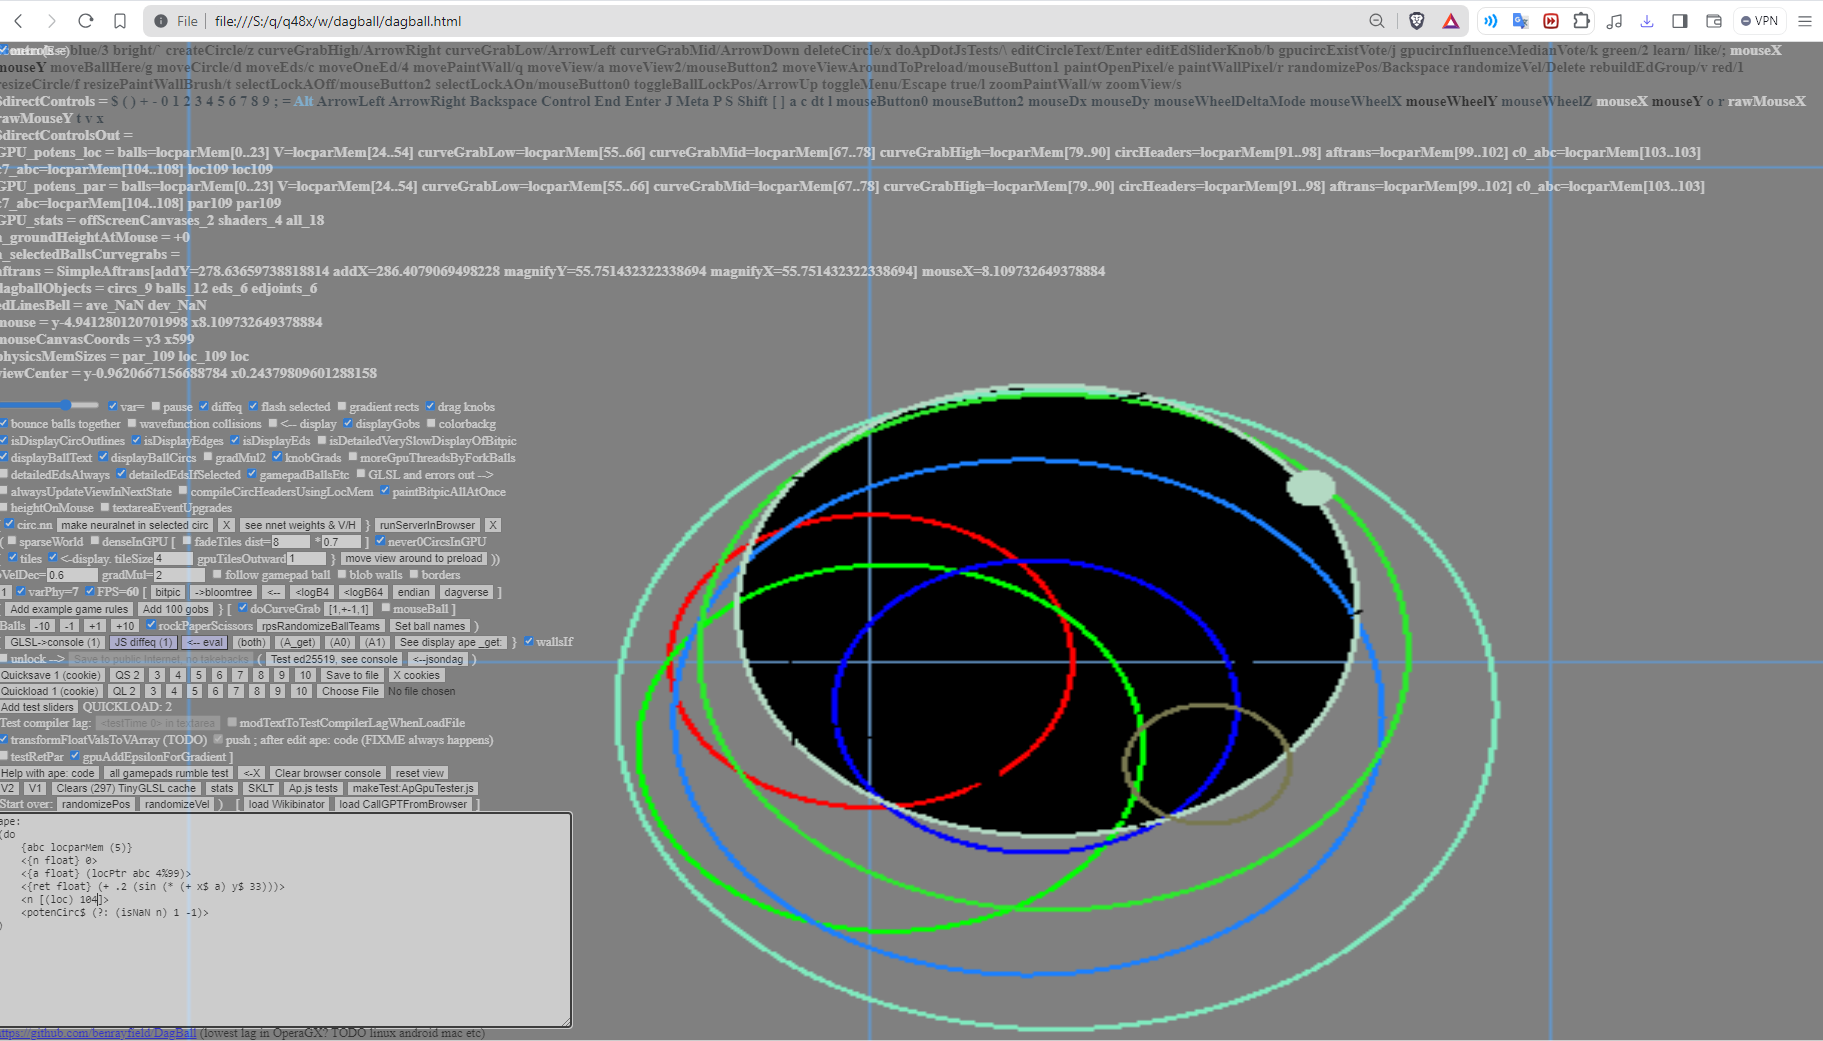 File file:///S:/q/q48x/w/dagball/dagball.html VPN
blue/3 bright/` createCircle/z curveGrabHigh/ArrowRight curveGrabLow/ArrowLeft curveGrabMid/ArrowDown deleteCircle/x doApDotJsTests/\ editCircleText/Enter editEdSliderKnob/b gpucircExistVote/j gpucircInfluenceMedianVote/k green/2 learn/ like/; mouseX
mouseY moveBallHere/g moveCircle/d moveEds/c moveOneEd/4 movePaintWall/q moveView/a moveView2/mouseButton2 moveViewAroundToPreload/mouseButton1 paintOpenPixel/e paintWallPixel/r randomizePos/Backspace randomizeVel/Delete rebuildEdGroup/v red/1
resizeCircle/f resizePaintWallBrush/t selectLockAOff/mouseButton2 selectLockAOn/mouseButton0 toggleBallLockPos/ArrowUp toggleMenu/Escape true/l zoomPaintWall/w zoomView/s
$directControls = $ ( ) + - 0 1 2 3 4 5 6 7 8 9 ; = Alt ArrowLeft ArrowRight Backspace Control End Enter J Meta P S Shift [ ] a c dt l mouseButton0 mouseButton2 mouseDx mouseDy mouseWheelDeltaMode mouseWheelX mouseWheelY mouseWheelZ mouseX mouseY o r rawMouseX
rawMouseY t v x
$directControlsOut =
GPU_potens_loc = balls=locparMem[0..23] V=locparMem[24..54] curveGrabLow=locparMem[55..66] curveGrabMid=locparMem[67..78] curveGrabHigh=locparMem[79..90] circHeaders=locparMem[91..98] aftrans=locparMem[99..102] c0_abc=locparMem[103..103]
c7_abc=locparMem[104..108] loc109 loc109
GPU_potens_par = balls=locparMem[0..23] V=locparMem[24..54] curveGrabLow=locparMem[55..66] curveGrabMid=locparMem[67..78] curveGrabHigh=locparMem[79..90] circHeaders=locparMem[91..98] aftrans=locparMem[99..102] c0_abc=locparMem[103..103]
c7_abc=locparMem[104..108] par109 par109
GPU_stats = offScreenCanvases_2 shaders_4 all_18
a_groundHeightAtMouse = +0
a_selectedBallsCurvegrabs =
aftrans = SimpleAftrans[addY=278.63659738818814 addX=286.4079069498228 magnifyY=55.751432322338694 magnifyX=55.751432322338694] mouseX=8.109732649378884
dagballObjects = circs_9 balls_12 eds_6 edjoints_6
edLinesBell = ave_NaN dev_NaN
mouse = y-4.941280120701998 x8.109732649378884
mouseCanvasCoords = y3 x599
physicsMemSizes = par_109 loc_109 loc
viewCenter = y-0.9620667156688784 x0.24379809601288158
var= pause diffeq flash selected gradient rects drag knobs
bounce balls together wavefunction collisions <-- display displayGobs colorbackg
isDisplayCircOutlines isDisplayEdges isDisplayEds isDetailedVerySlowDisplayOfBitpic
displayBallText displayBallCircs gradMul2 knobGrads moreGpuThreadsByForkBalls
detailedEdsAlways detailedEdsIfSelected gamepadBallsEtc GLSL and errors out -->
alwaysUpdateViewInNextState compileCircHeadersUsingLocMem paintBitpicAllAtOnce
heightOnMouse textareaEventUpgrades
circ.nn make neuralnet in selected circ X see nnet weights & V/H } runServerInBrowser X
( sparseWorld denseInGPU [ fadeTiles dist= 8 * 0.7 ] never0CircsInGPU
tiles <-display. tileSize 4 gpuTilesOutward 1 } move view around to preload ))
VelDec= 0.6 gradMul= 2 follow gamepad ball blob walls borders
1 varPhy=7 FPS=60 [ bitpic ->bloomtree <-- <logB4 <logB64 endian dagverse ]
Add example game rules Add 100 gobs } [ doCurveGrab [1,+-1,1] mouseBall ]
Balls -10 -1 +1 +10 rockPaperScissors rpsRandomizeBallTeams Set ball names )
GLSL->console (1) JS diffeq (1) <-- eval (both) (A_get) (A0) (A1) See display ape _get: } wallsIf
unlock --> Save to public internet -no takebacks ( Test ed25519, see console <--jsondag )
Quicksave 1 (cookie) QS 2 3 4 5 6 7 8 9 10 Save to file X cookies
Quickload 1 (cookie) QL 2 3 4 5 6 7 8 9 10 Choose File No file chosen
Add test sliders QUICKLOAD: 2
Test compiler lag: <testTime 0> in textarea modTextToTestCompilerLagWhenLoadFile
transformFloatValsToVArray (TODO) push ; after edit ape: code (FIXME always happens)
testRetPar gpuAddEpsilonForGradient ]
Help with ape: code all gamepads rumble test <-X Clear browser console reset view
V2 V1 Clears (297) TinyGLSL cache stats SKLT Ap.js tests makeTest:ApGpuTester.js
Start over: randomizePos randomizeVel ) [ load Wikibinator load CallGPTFromBrowser ]
ape:
(do
{abc locparMem (5)}
<{n float} 0>
<{a float} (locPtr abc 4%99)>
<{ret float} (+ .2 (sin (* (+ x$ a) y$ 33)))>
<n [(loc) 104]>
<potenCirc$ (?: (isNaN n) 1 -1)>
)
https://github.com/benrayfield/DagBall (lowest lag in OperaGX? TODO linux android mac etc)